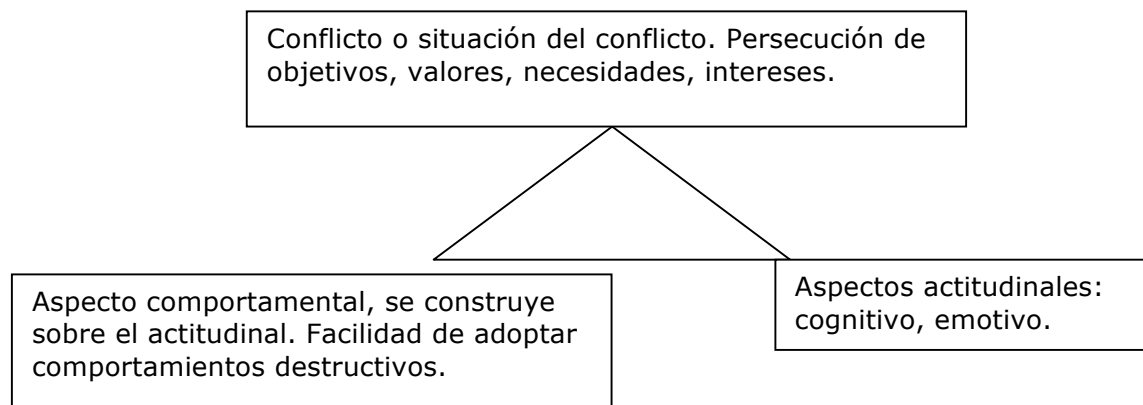 Conflicto o situación del conflicto. Persecución de
objetivos, valores, necesidades, intereses.
Aspecto comportamental, se construye
sobre el actitudinal. Facilidad de adoptar
comportamientos destructivos.
Aspectos actitudinales:
cognitivo, emotivo.